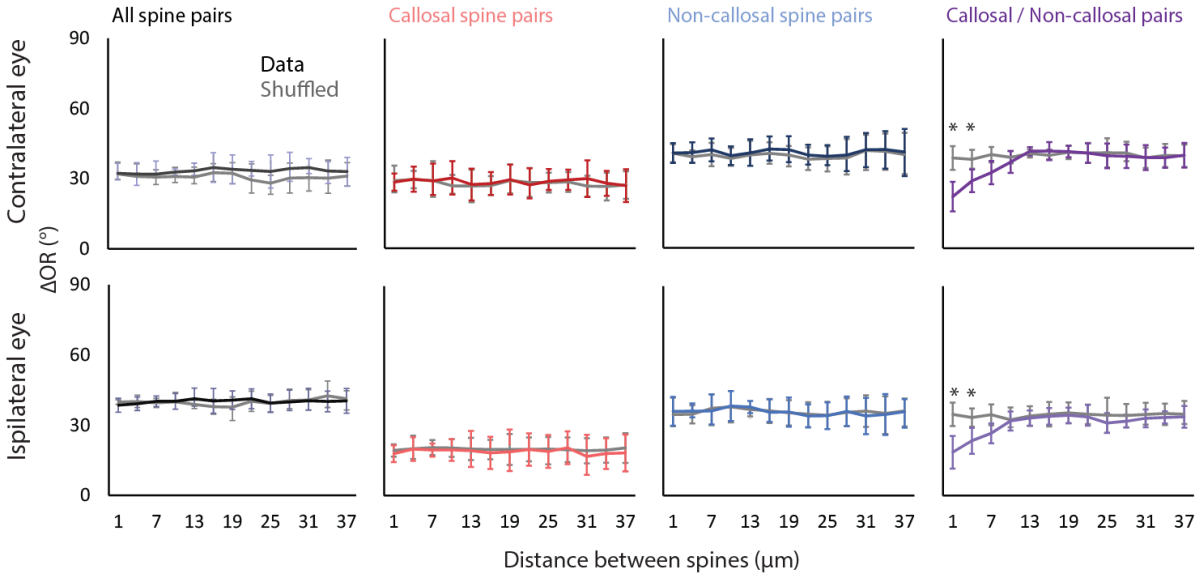 All spine pairs
Callosal spine pairs
Non-callosal spine pairs
Callosal / Non-callosal pairs
Contralateral eye
90
60
30
0
Data
Shuffled
* *
ΔOR (°)
Ispilateral eye
90
60
30
0
* *
1 7 13 19 25 31 37
1 7 13 19 25 31 37
1 7 13 19 25 31 37
1 7 13 19 25 31 37
Distance between spines (μm)